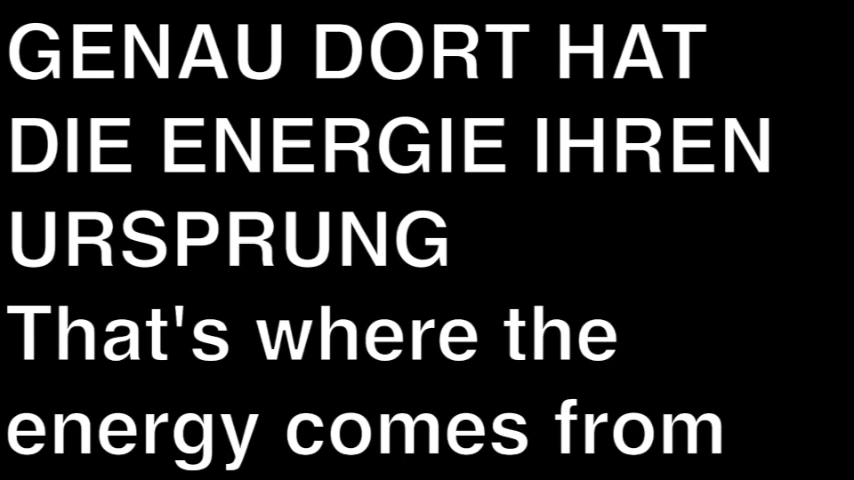 GENAU DORT HAT
DIE ENERGIE IHREN
URSPRUNG
That's where the
energy comes from